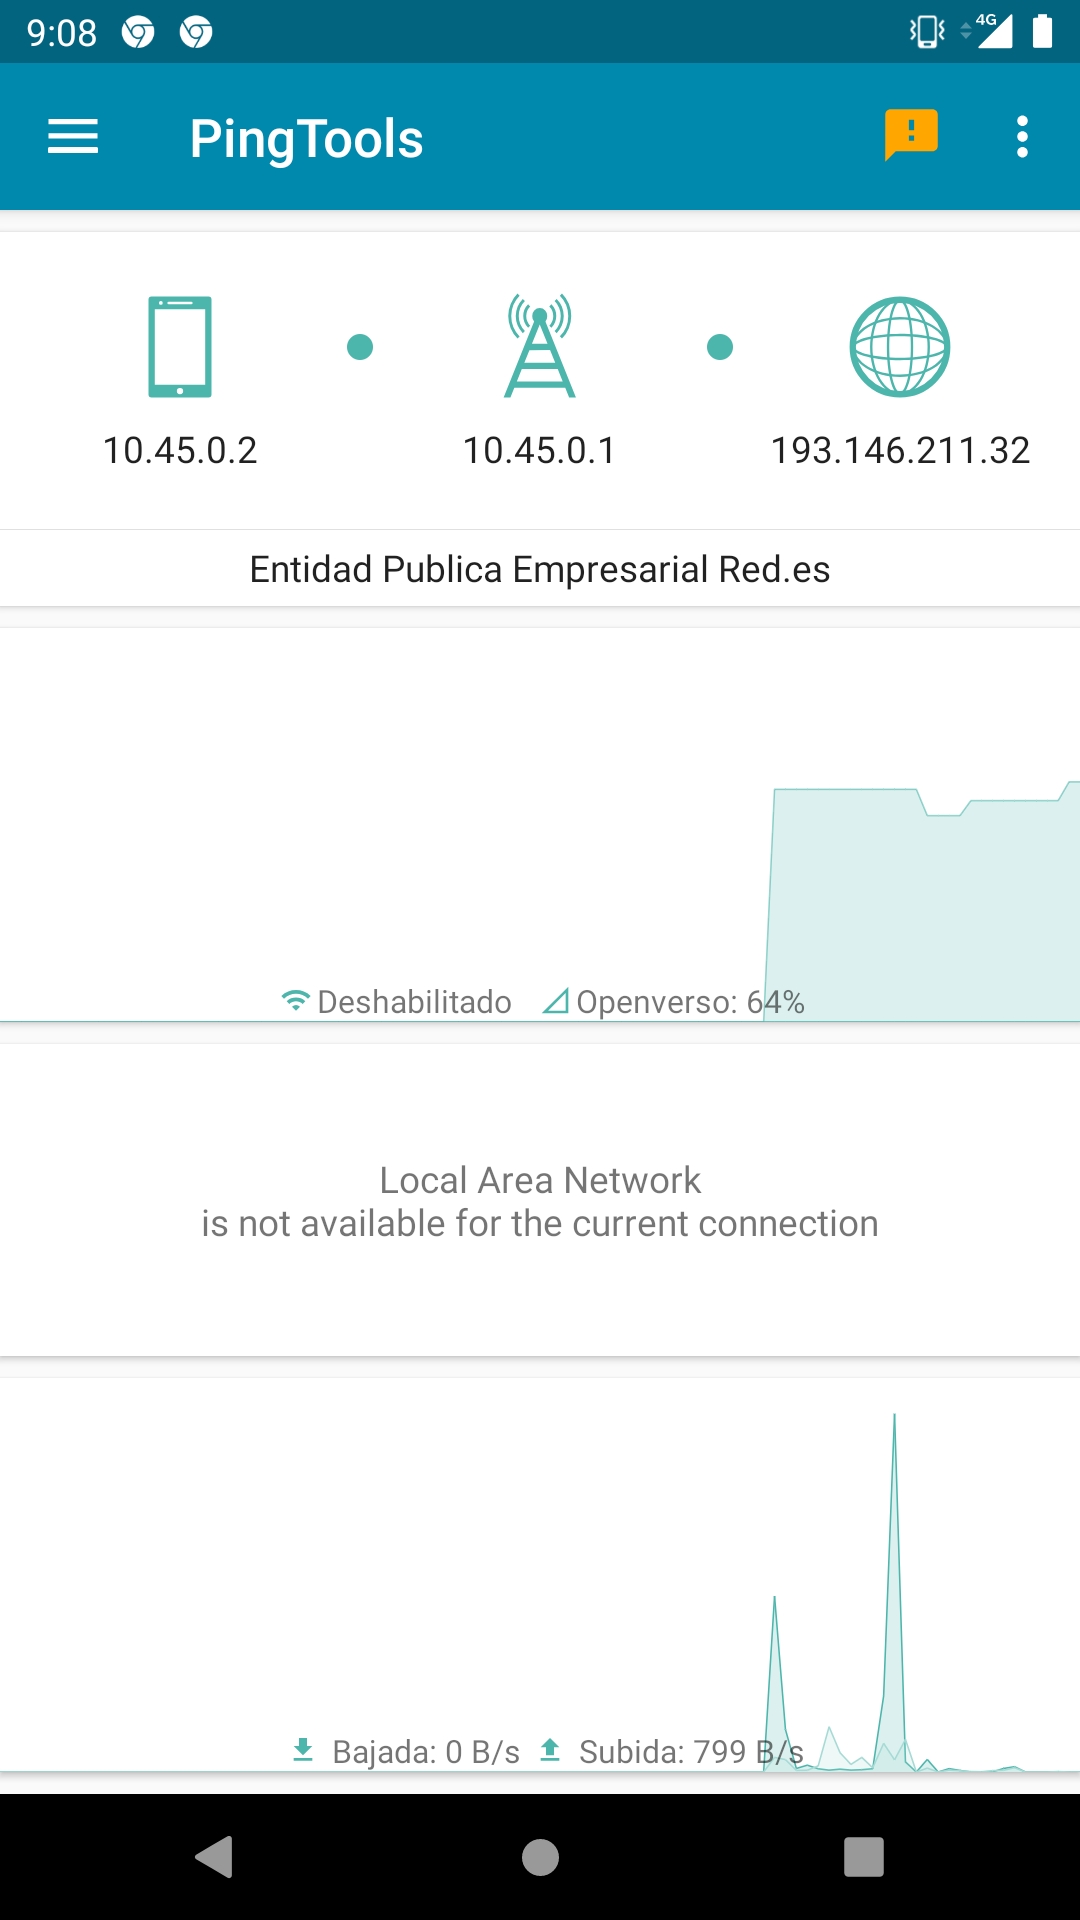 9:08
4G
PingTools
10.45.0.2
10.45.0.1
193.146.211.32
Entidad Publica Empresarial Red.es
Deshabilitado Openverso: 64%
Local Area Network
is not available for the current connection
Bajada: 0 B/s Subida: 799 B/s